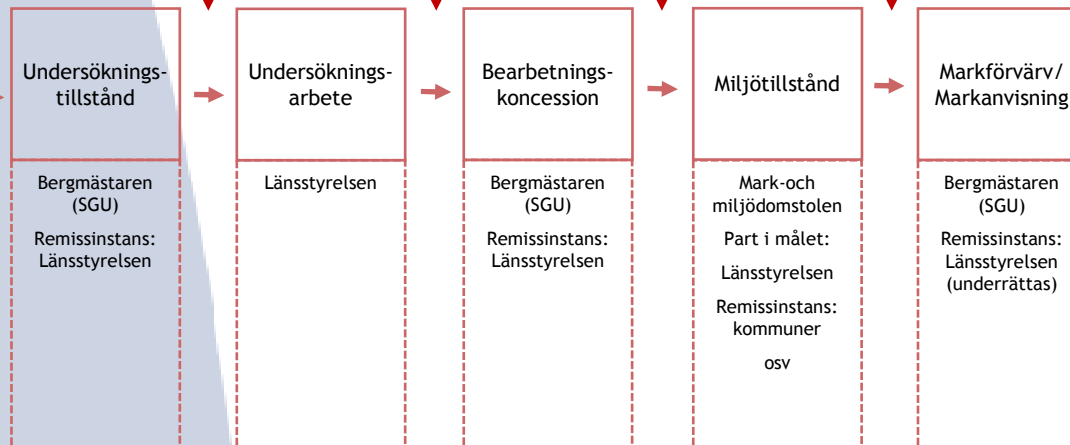 Undersöknings-
tillstånd
Undersöknings-
arbete
Bearbetnings-
koncession
Miljötillstånd
Markförvärv/
Markanvisning
Bergmästaren
(SGU)
Remissinstans:
Länsstyrelsen
Länsstyrelsen
Bergmästaren
(SGU)
Remissinstans:
Länsstyrelsen
Mark-och
miljödomstolen
Part i målet:
Länsstyrelsen
Remissinstans:
kommuner
osv
Bergmästaren
(SGU)
Remissinstans:
Länsstyrelsen
(underrättas)